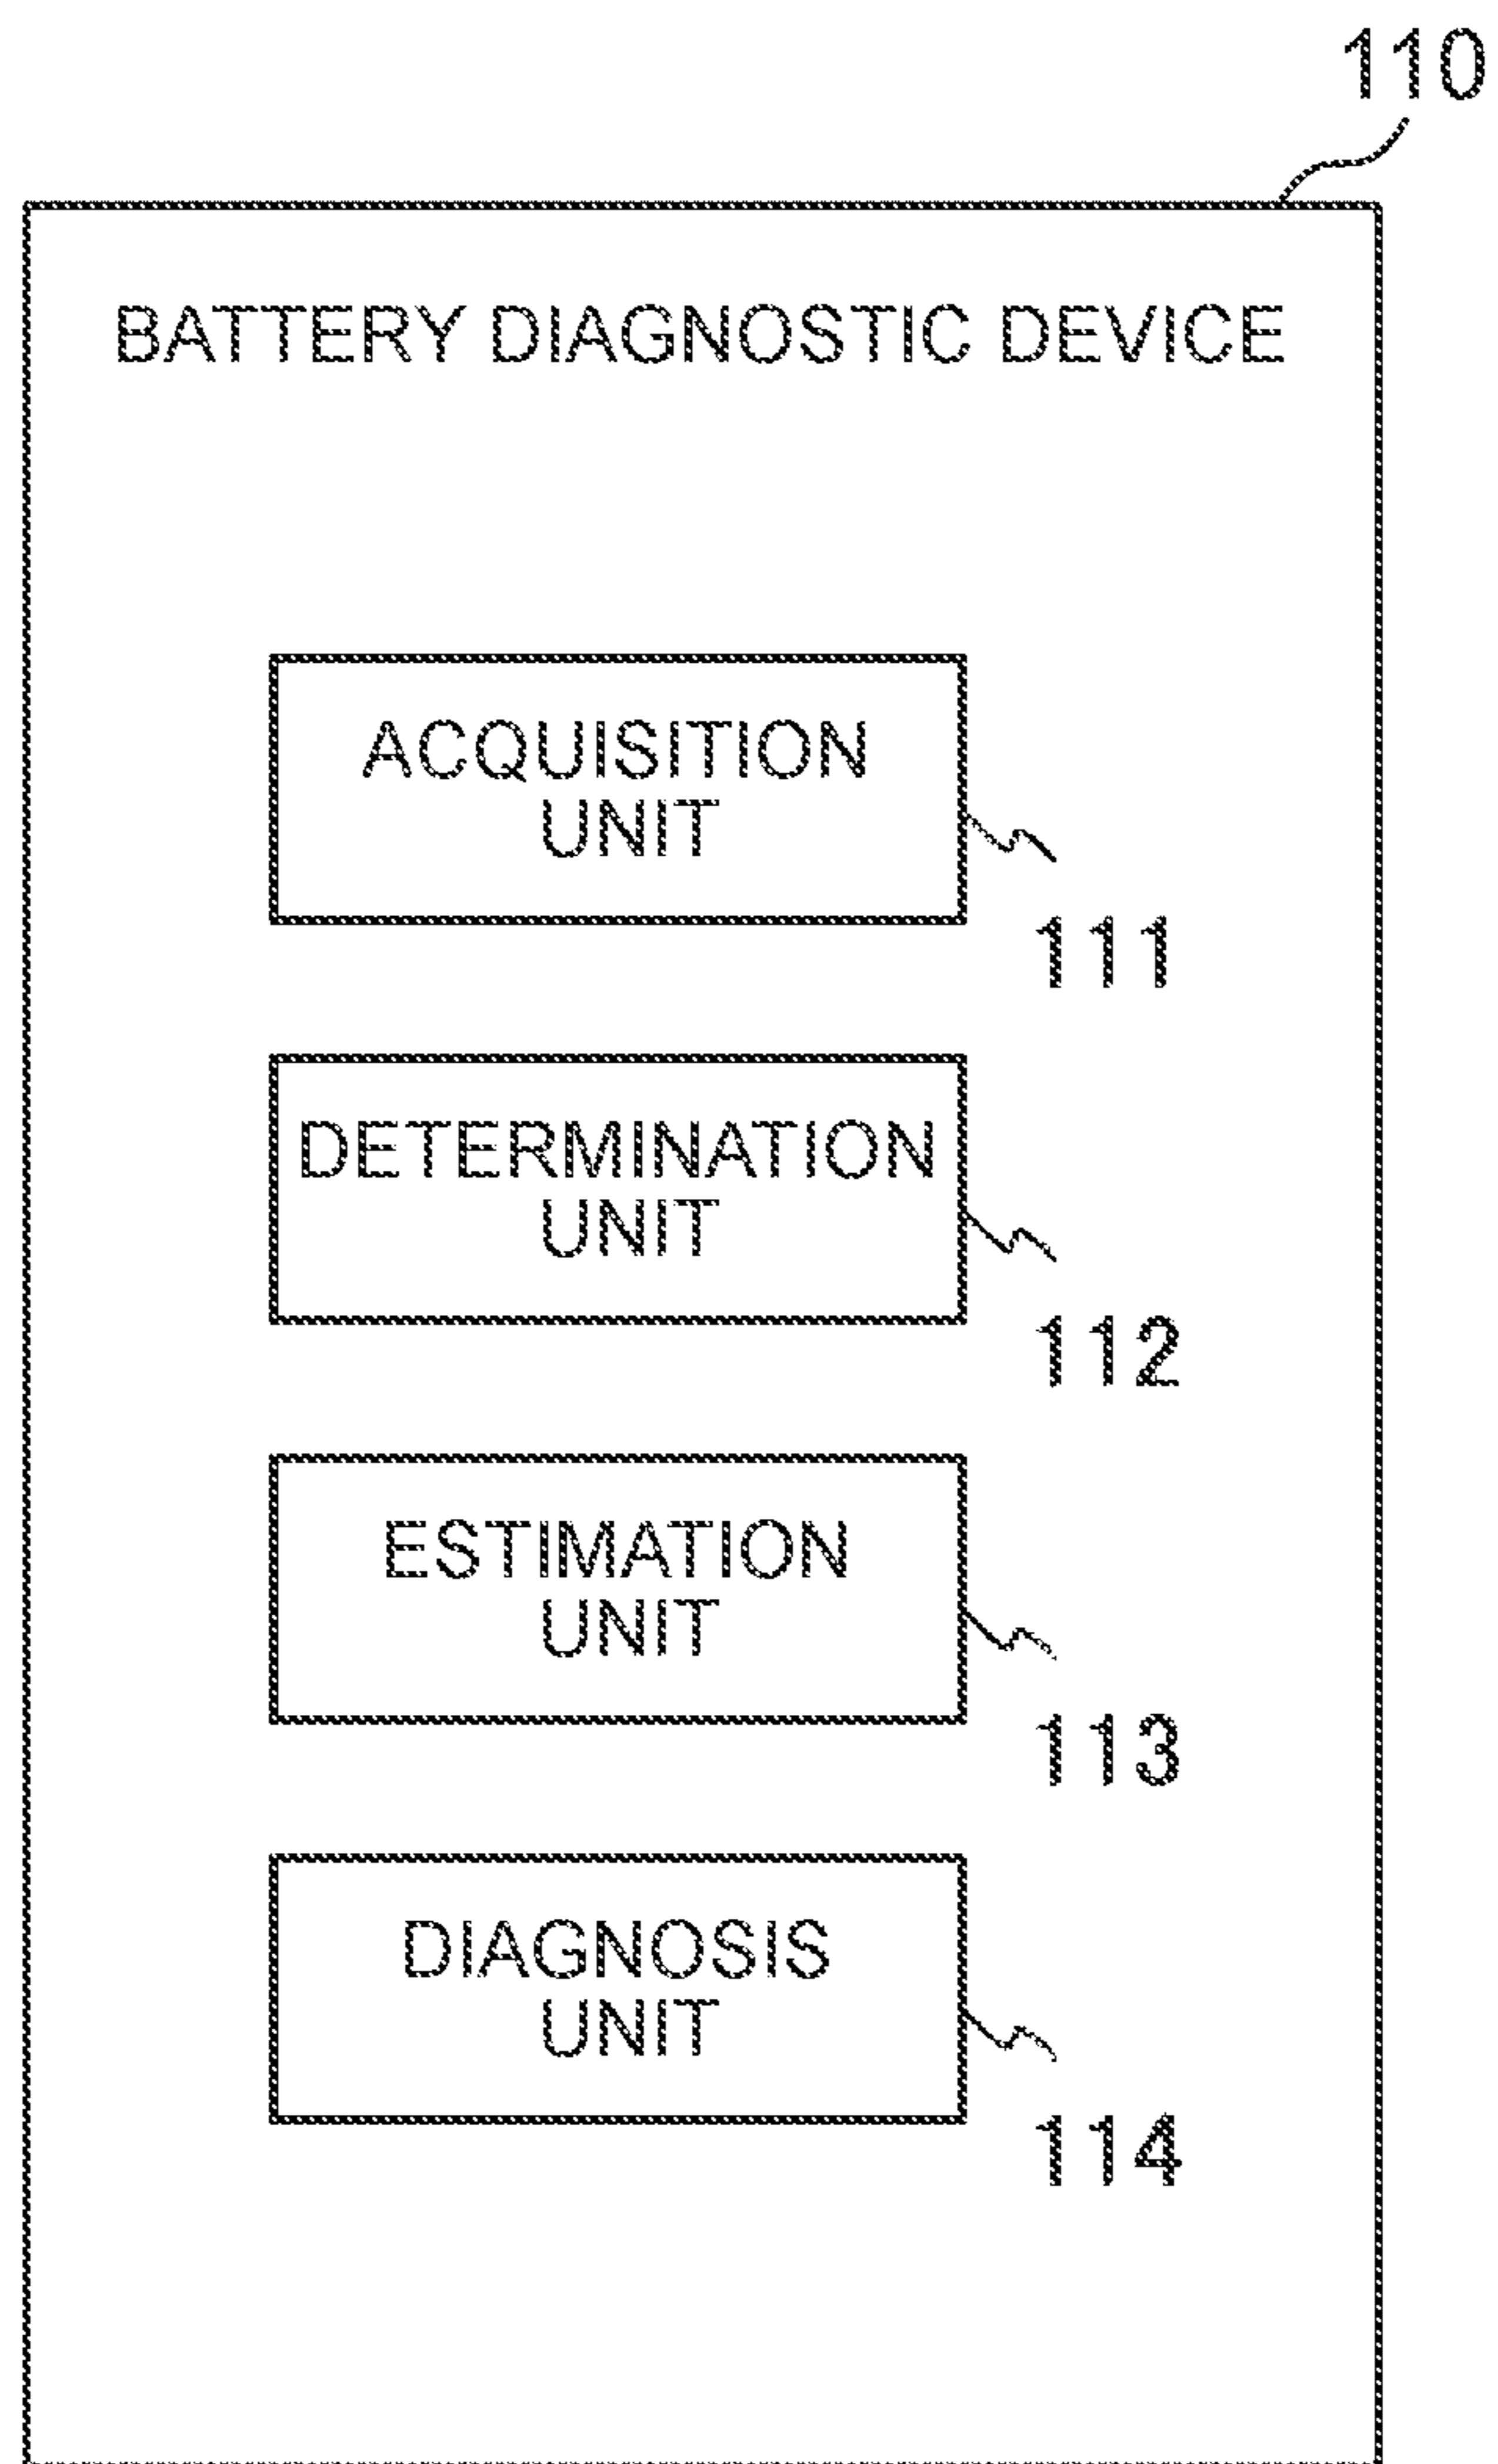 110
BATTERY DIAGNOSTIC DEVICE
ACQUISITION
UNIT
111
DETERMINATION
UNIT
112
ESTIMATION
UNIT
113
DIAGNOSIS
UNIT
114